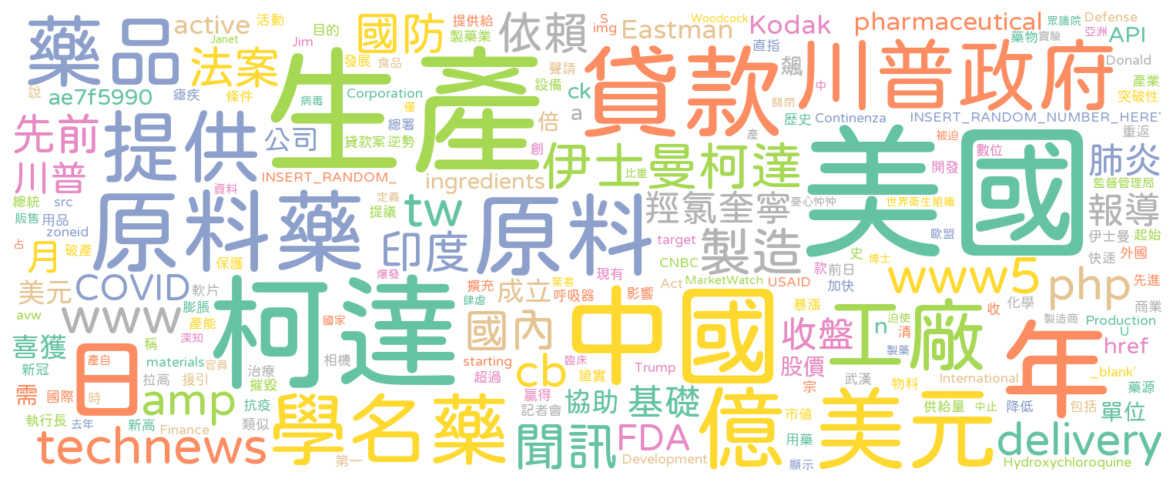 藥品
active
活動
國防
提供給
製藥業
依賴
S
img
Eastman
Woodcock
Kodak
pharmaceutical
眾議院
Defense
亞洲
API
法案
Janet
Jim
目的
發展
食品
聲請
直指
飆
藥物
實驗
Donald
說
ae7f5990
瘧疾
條件
病毒
Corporation
僅
設備
ck
a
貸款
關閉
中
川普政府
產業
突破性
歷史
Continenza
INSERT_RANDOM_NUMBER_HERE'
先前
提供
公司
總署
貸款案
逆勢
倍
創
生產
產
美國
被迫
數位
重返
開發
肺炎
川普
INSERT_RANDOM_
ingredients
伊士曼柯達
比重
監督管理局
總統
src
資料
定義
提議
tw
羥氯奎寧
憂心忡忡
世界衛生組織
報導
販售
用品
zoneid
原料藥
印度
原料
target
製造
歐盟
伊士曼
起始
占
月
破產
保護
爆發
CNBC
史
博士
快速
外國
美元
COVID
軟片
擴充
Act
業者
現有
MarketWatch
USAID
款
前日
加快
www5
php
先進
avw
www
膨脹
產能
肆虐
成立
呼吸器
影響
暴漲
化學
商業
喜獲
稱
深知
柯達
國家
國內
中國
收盤
n
迫使
清
工廠
收
製造商
Production
U
年
href
新冠
產自
日
materials
官員
相機
starting
臨床
cb
證實
股價
製藥
需
國際
時
拉高
援引
治療
摧毀
超過
Trump
宗
武漢
物料
International
_blank'
藥源
執行長
抗疫
amp
贏得
記者會
協助
基礎
市值
供給量
中止
降低
包括
單位
去年
新高
類似
學名藥
聞訊
FDA
億
用藥
美元
delivery
technews
Finance
第一
Development
顯示
Hydroxychloroquine